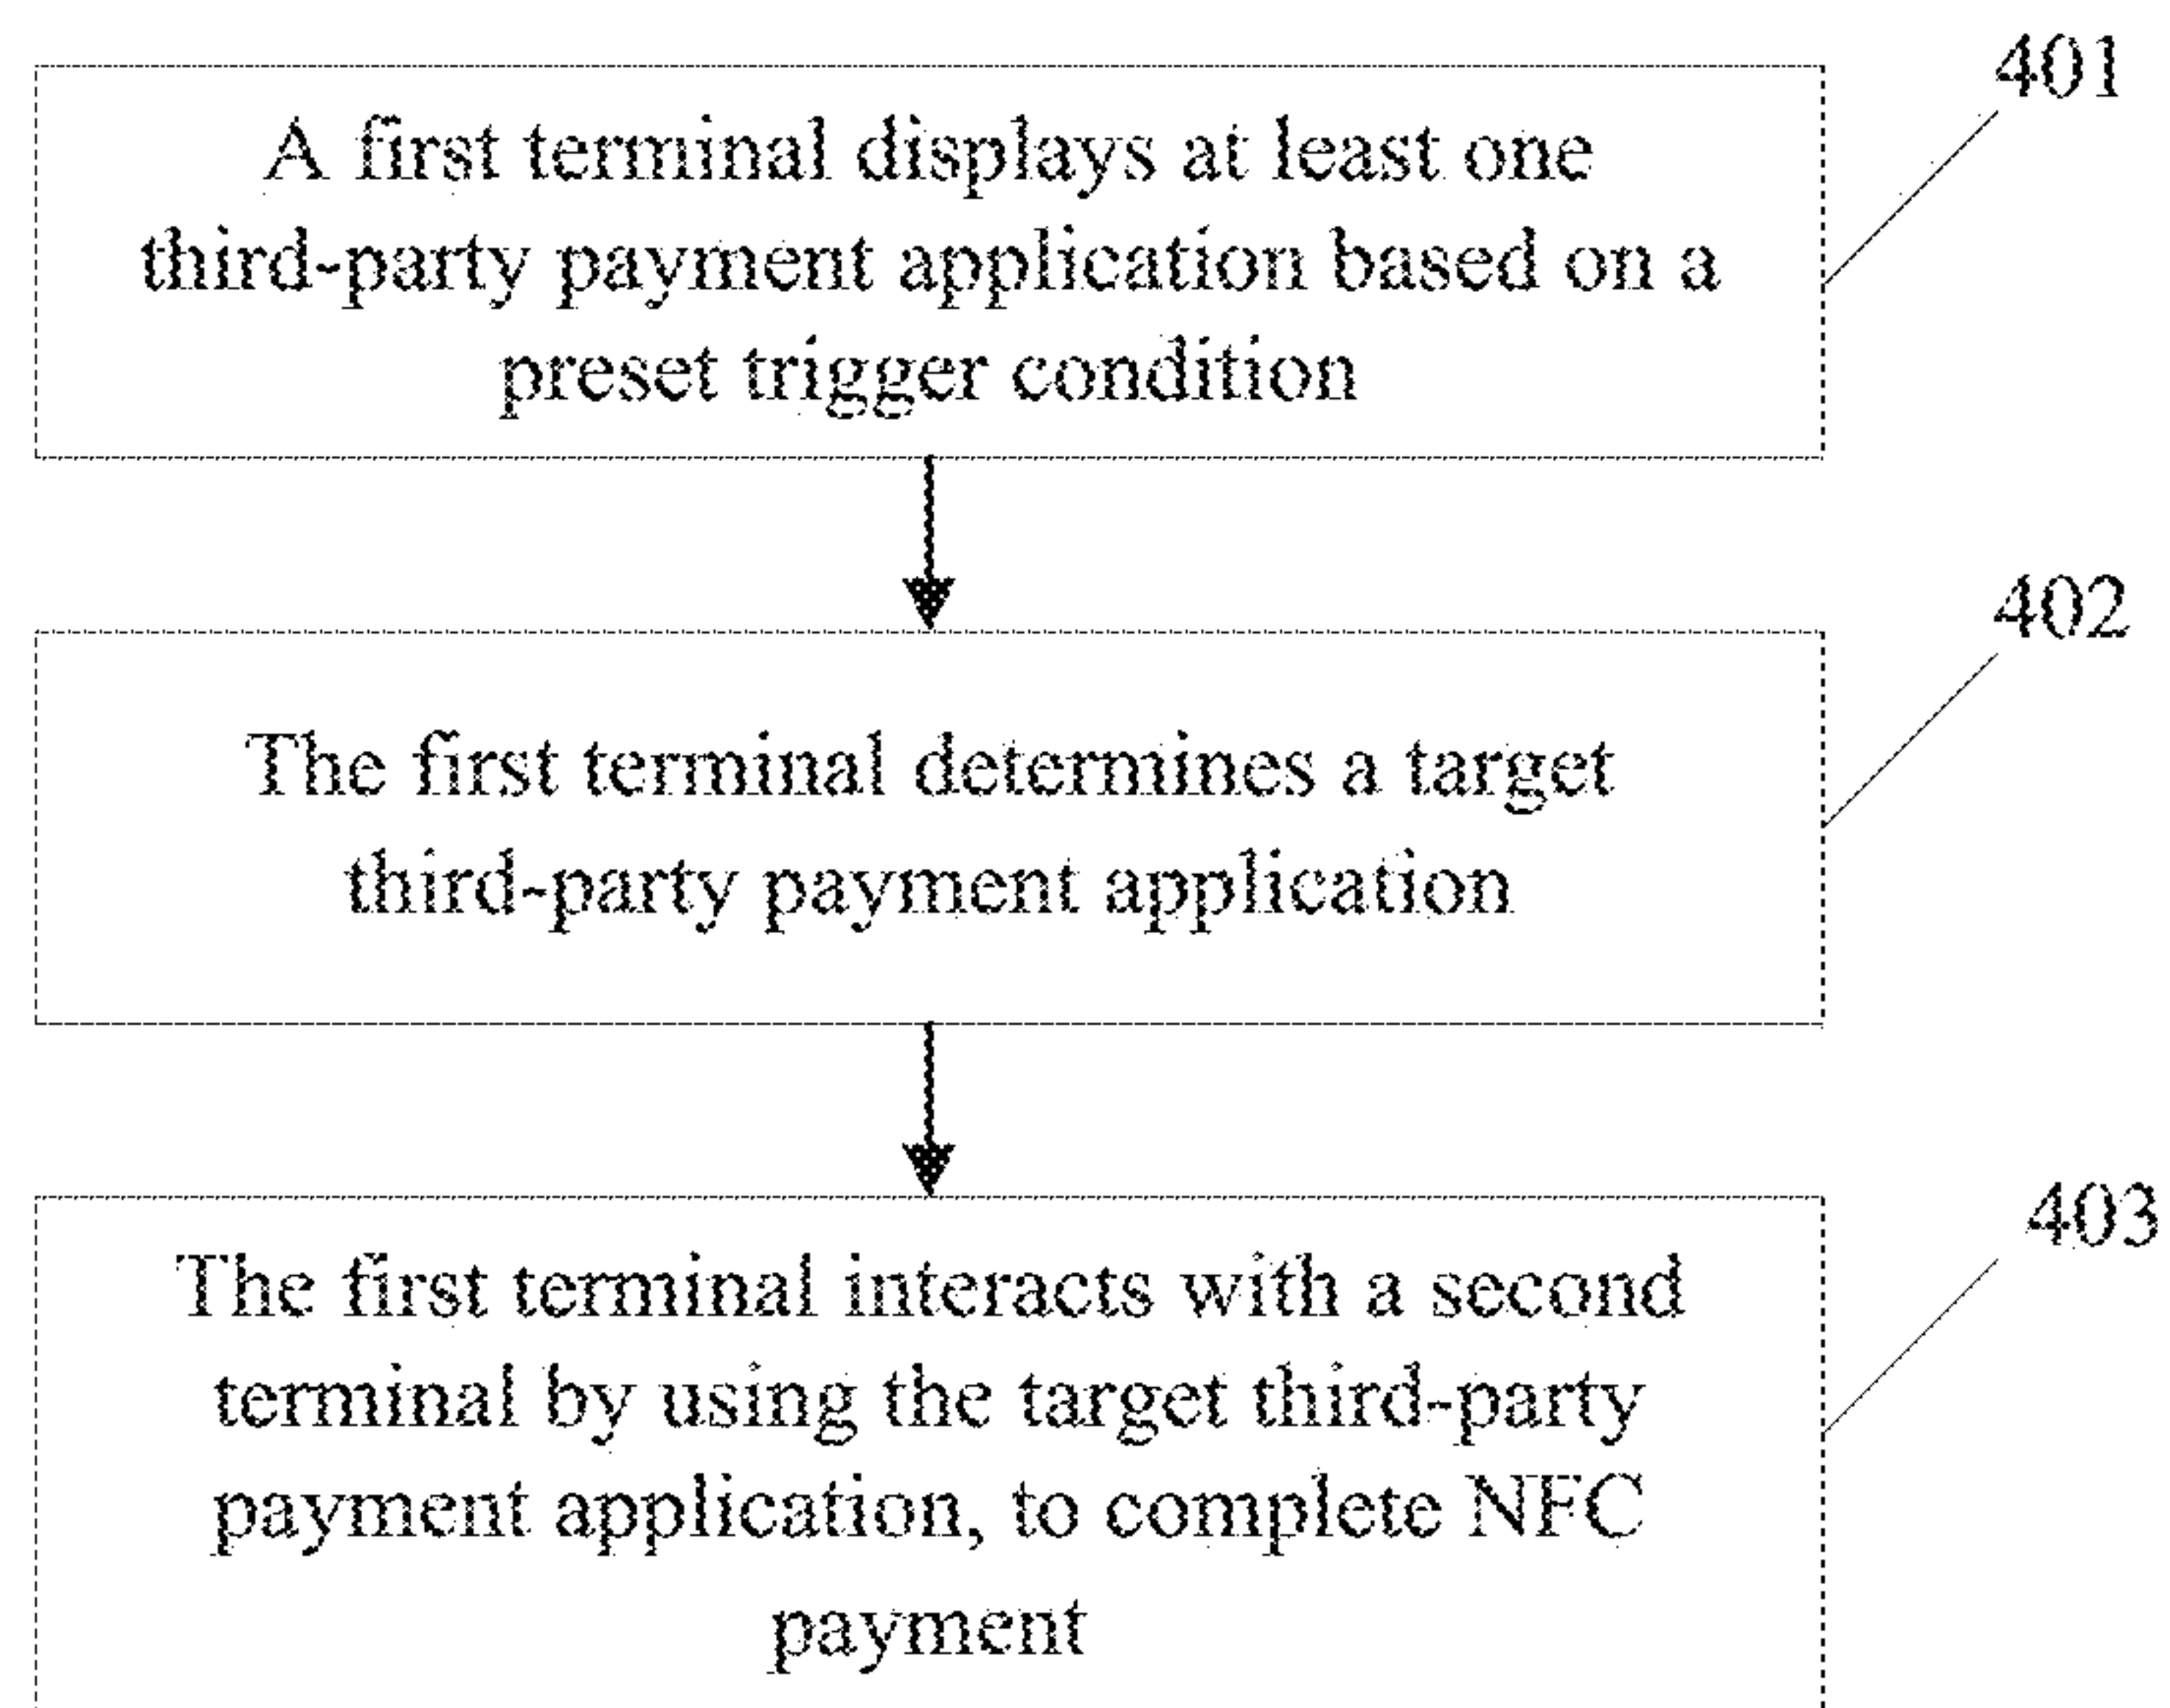 401
A first terminal displays at least one
third-party payment application based on a
preset trigger condition
402
The first terminal determines a target
third-party payment application
403
The first terminal interacts with a second
terminal by using the target third-party
payment application, to complete NFC
payment